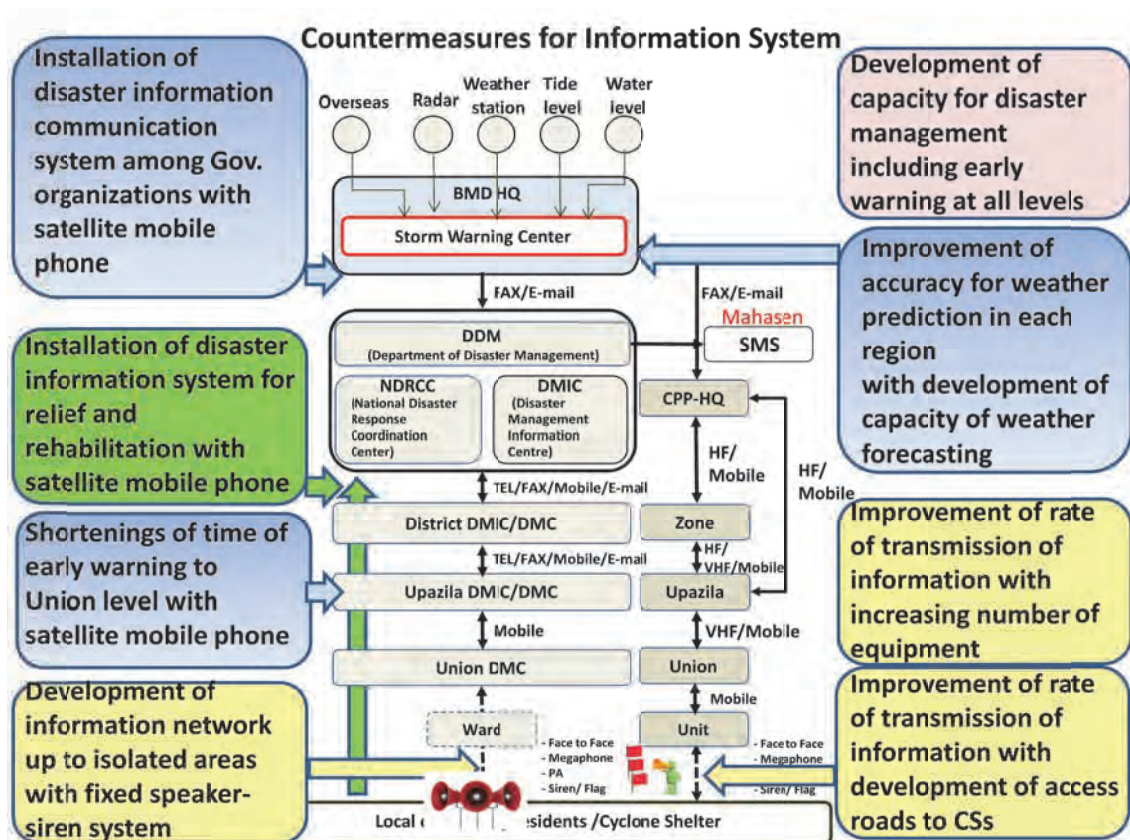 Countermeasures for Information System
Installation of
disaster information
communication
system among Gov.
organizations with
satellite mobile
phone
Installation of disaster
information system for
relief and
rehabilitation with
satellite mobile phone
Shortenings of time of
early warning to
Union level with
satellite mobile phone
Development of
information network
up to isolated areas
with fixed speaker-
siren system
Overseas
Radar
Weather
station
Tide
level
Water
level
BMD HQ
Storm Warning Center
FAX/E-mail
FAX/E-mail
Mahasen
SMS
DDM
(Department of Disaster Management)
NDRCC
(National Disaster
Response
Coordination
Center)
DMIC
(Disaster
Management
Information
Centre)
CPP-HQ
HF/
Mobile
HF/
Mobile
TEL/FAX/Mobile/E-mail
District DMIC/DMC
Zone
TEL/FAX/Mobile/E-mail
HF/
VHF/Mobile
Upazila DMIC/DMC
Upazila
Mobile
VHF/Mobile
Union DMC
Union
Mobile
Ward
Unit
- Face to Face
- Megaphone
- PA
- Siren/ Flag
- Face to Face
- Megaphone
- Siren/ Flag
Local
esidents /Cyclone Shelter
Development of
capacity for disaster
management
including early
warning at all levels
Improvement of
accuracy for weather
prediction in each
region
with development of
capacity of weather
forecasting
Improvement of rate
of transmission of
information with
increasing number of
equipment
Improvement of rate
of transmission of
information with
development of access
roads to CSs